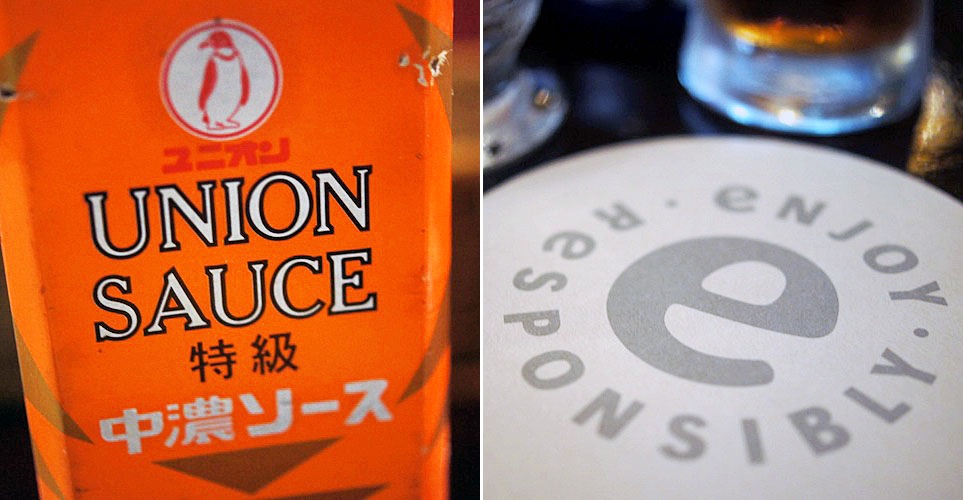 ユニオン
UNION
SAUCE
特級
中濃ソース
eNJOY. ReSPONSIBLY.
e